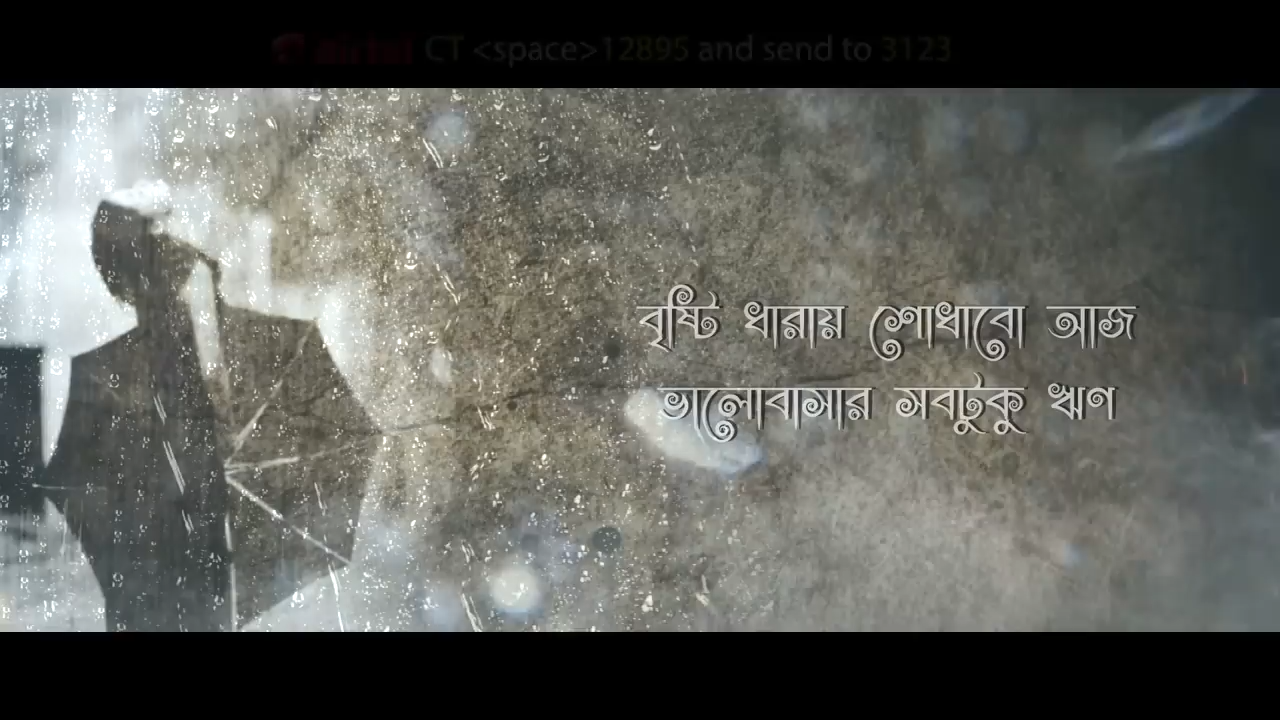 airtel CT <space>12895 and send to 3123
বৃষ্টি ধারায় শোধাবো আজ
ভালোবাসার সবটুকু ঋণ